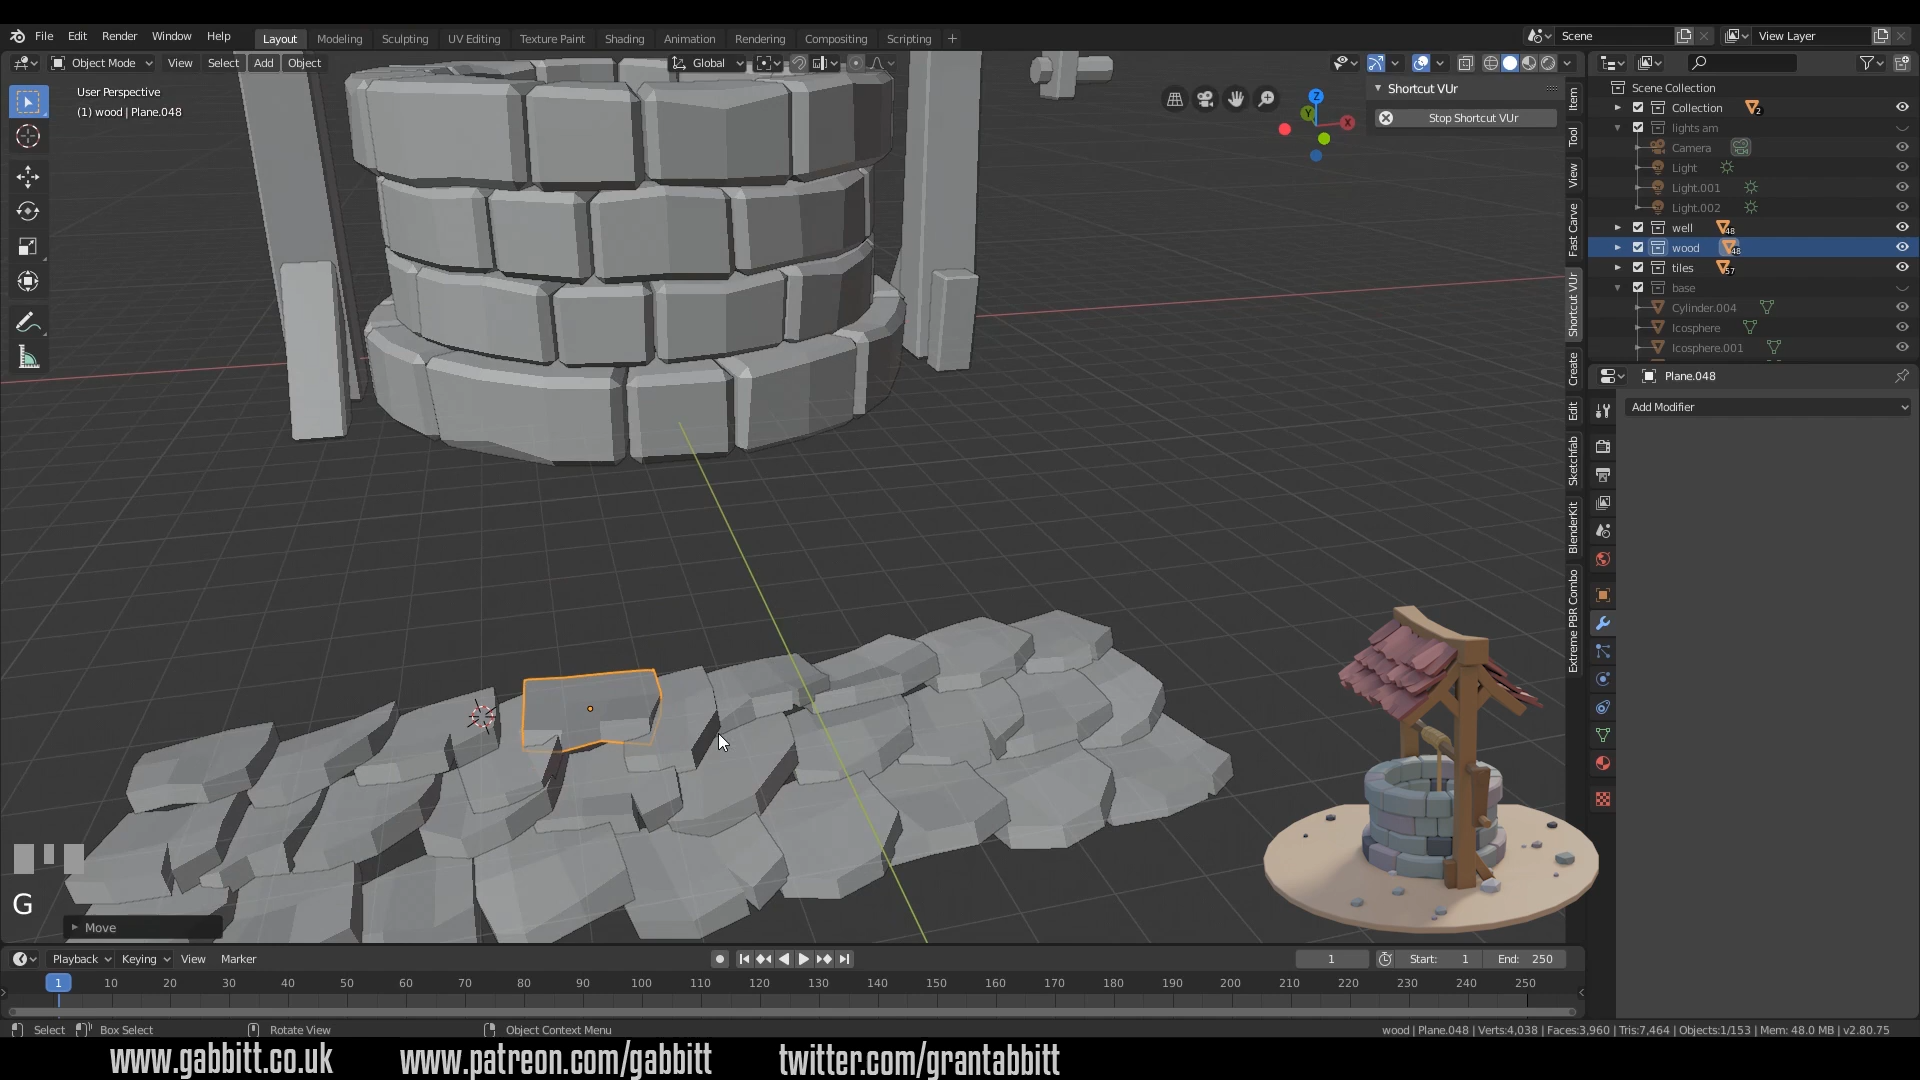 File Edit Render Window Help Layout Modeling Sculpting UV Editing Texture Paint Shading Animation Rendering Compositing Scripting + Scene View Layer
Object Mode View Select Add Object Global
User Perspective
(1) wood | Plane.048
Shortcut VUr
Stop Shortcut VUr
Z
Y
X
Item
Tool
View
Fast Carve
Shortcut VUr
Create
Edit
Sketchfab
BlenderKit
Extreme PBR Combo
Scene Collection
Collection 2
lights am
Camera
Light
Light.001
Light.002
well 48
wood 48
tiles 57
base
Cylinder.004
Icosphere
Icosphere.001
Plane.048
Add Modifier
G
Move
Playback Keying View Marker 1 Start: 1 End: 250
1 10 20 30 40 50 60 70 80 90 100 110 120 130 140 150 160 170 180 190 200 210 220 230 240 250
Select Box Select Rotate View Object Context Menu wood | Plane.048 | Verts:4,038 | Faces:3,960 | Tris:7,464 | Objects:1/153 | Mem: 48.0 MB | v2.80.75
www.gabbitt.co.uk www.patreon.com/gabbitt twitter.com/grantabbitt